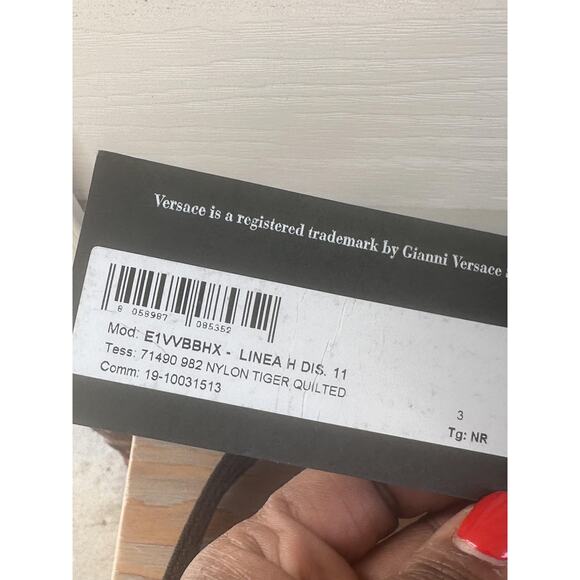 Versace is a registered trademark by Gianni Versace
8 058987 085352
Mod: E1VVBBHX - LINEA H DIS. 11
Tess: 71490 982 NYLON TIGER QUILTED
Comm: 19-10031513
3
Tg: NR